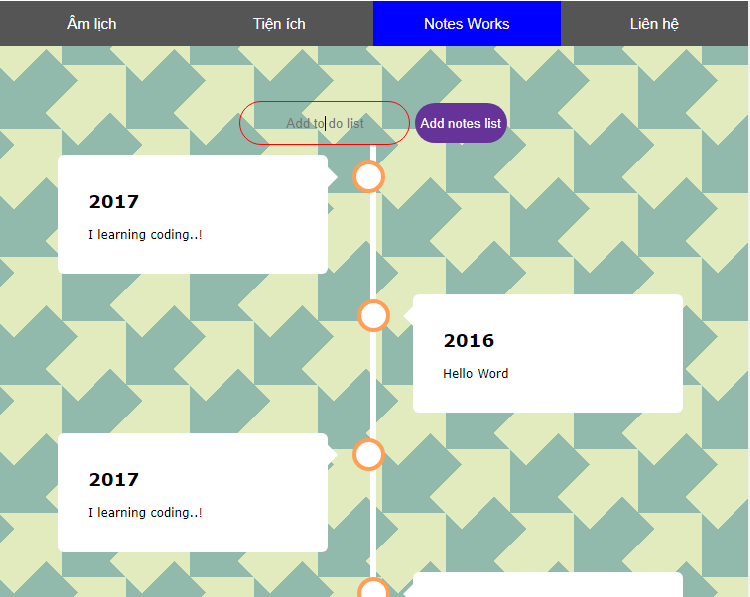 Âm lịch
Tiện ích
Notes Works
Liên hệ
Add to do list
Add notes list
2017
I learning coding..!
2016
Hello Word
2017
I learning coding..!